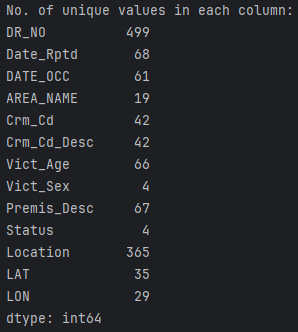 No. of unique values in each column:
DR_NO 499
Date_Rptd 68
DATE_OCC 61
AREA_NAME 19
Crm_Cd 42
Crm_Cd_Desc 42
Vict_Age 66
Vict_Sex 4
Premis_Desc 67
Status 4
Location 365
LAT 35
LON 29
dtype: int64